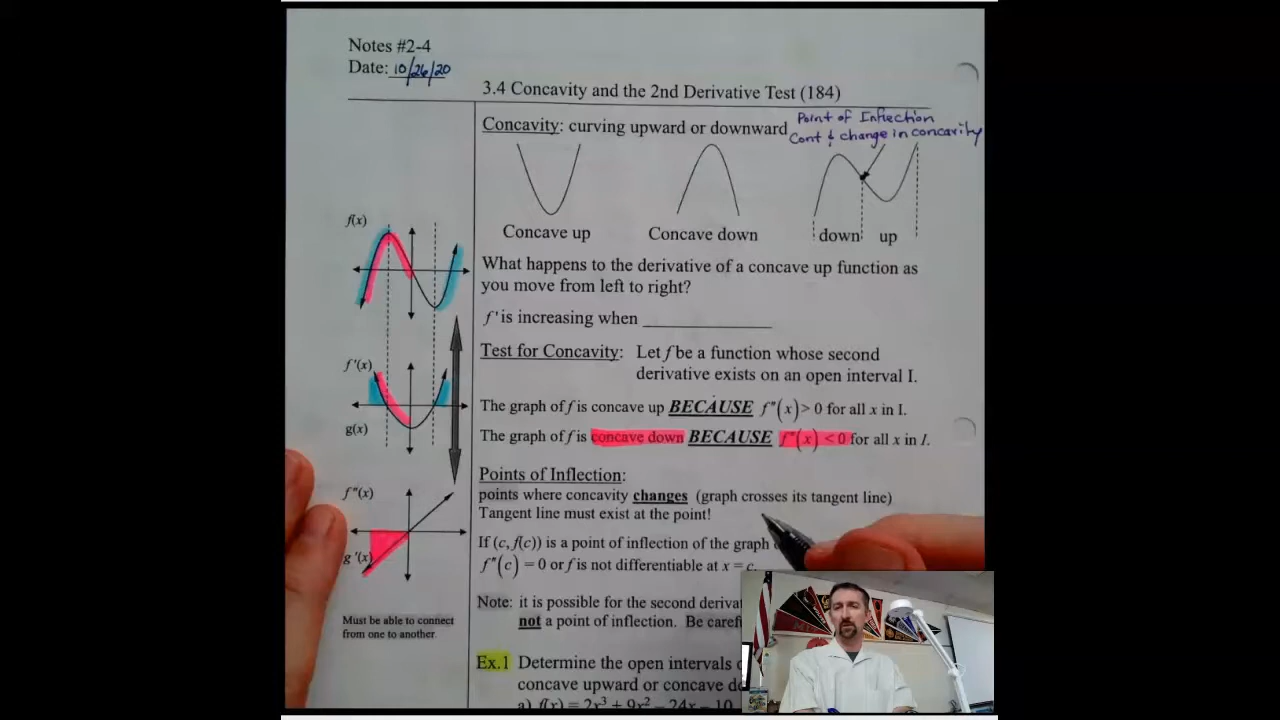 Notes #2-4
Date: 10/26/20
3.4 Concavity and the 2nd Derivative Test (184)
Concavity: curving upward or downward
Point of Inflection
Cont & change in concavity
Concave up
Concave down
down
up
f(x)
What happens to the derivative of a concave up function as
you move from left to right?
f' is increasing when ____________
Test for Concavity: Let f be a function whose second
derivative exists on an open interval I.
f'(x)
The graph of f is concave up BECAUSE f"(x) > 0 for all x in I.
g(x)
The graph of f is concave down BECAUSE f"(x) < 0 for all x in I.
Points of Inflection:
f"(x)
points where concavity changes (graph crosses its tangent line)
Tangent line must exist at the point!
If (c, f(c)) is a point of inflection of the graph
g'(x)
f"(c) = 0 or f is not differentiable at x = c.
Note: it is possible for the second
not a point of inflection. Be
Must be able to connect
from one to another.
Ex.1 Determine the open intervals
concave upward or concave
a) f(x) = 2x³ + 9x² − 24x − 10